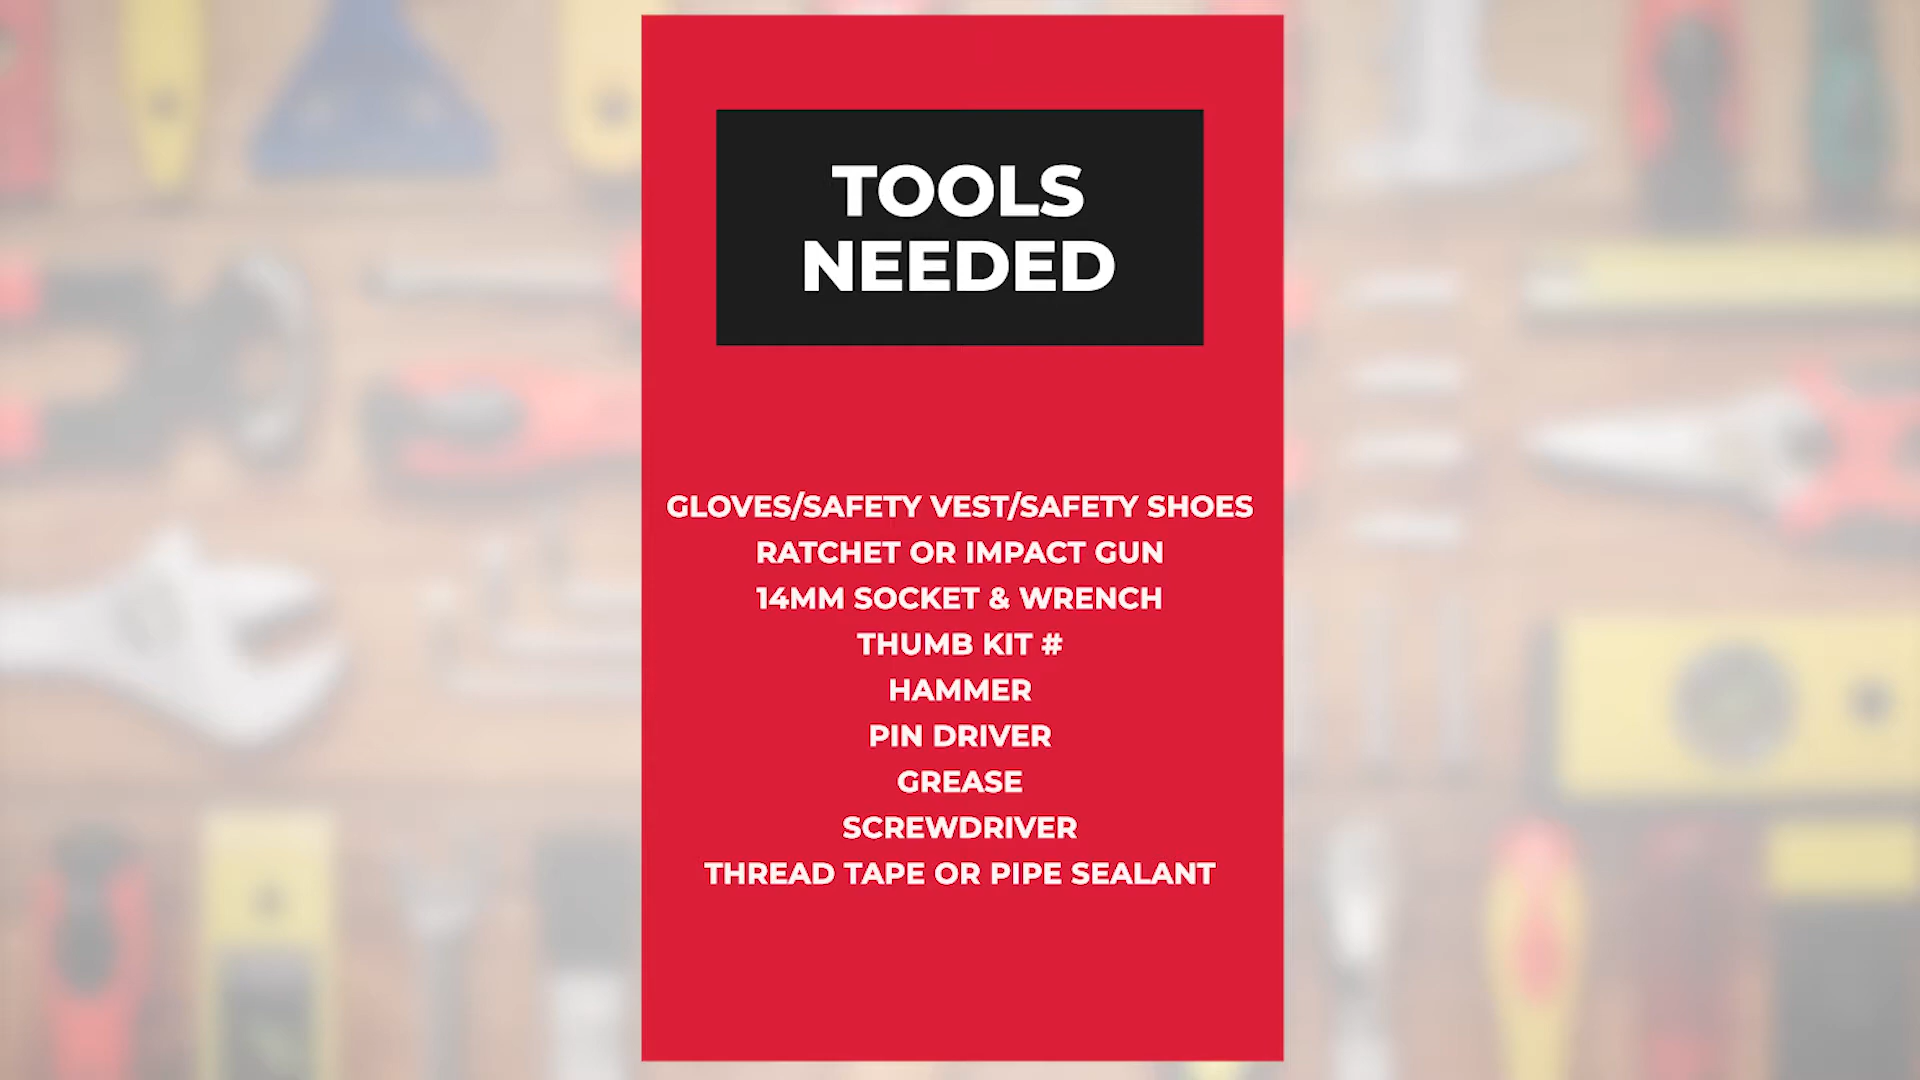 TOOLS
NEEDED
GLOVES/SAFETY VEST/SAFETY SHOES
RATCHET OR IMPACT GUN
14MM SOCKET & WRENCH
THUMB KIT #
HAMMER
PIN DRIVER
GREASE
SCREWDRIVER
THREAD TAPE OR PIPE SEALANT